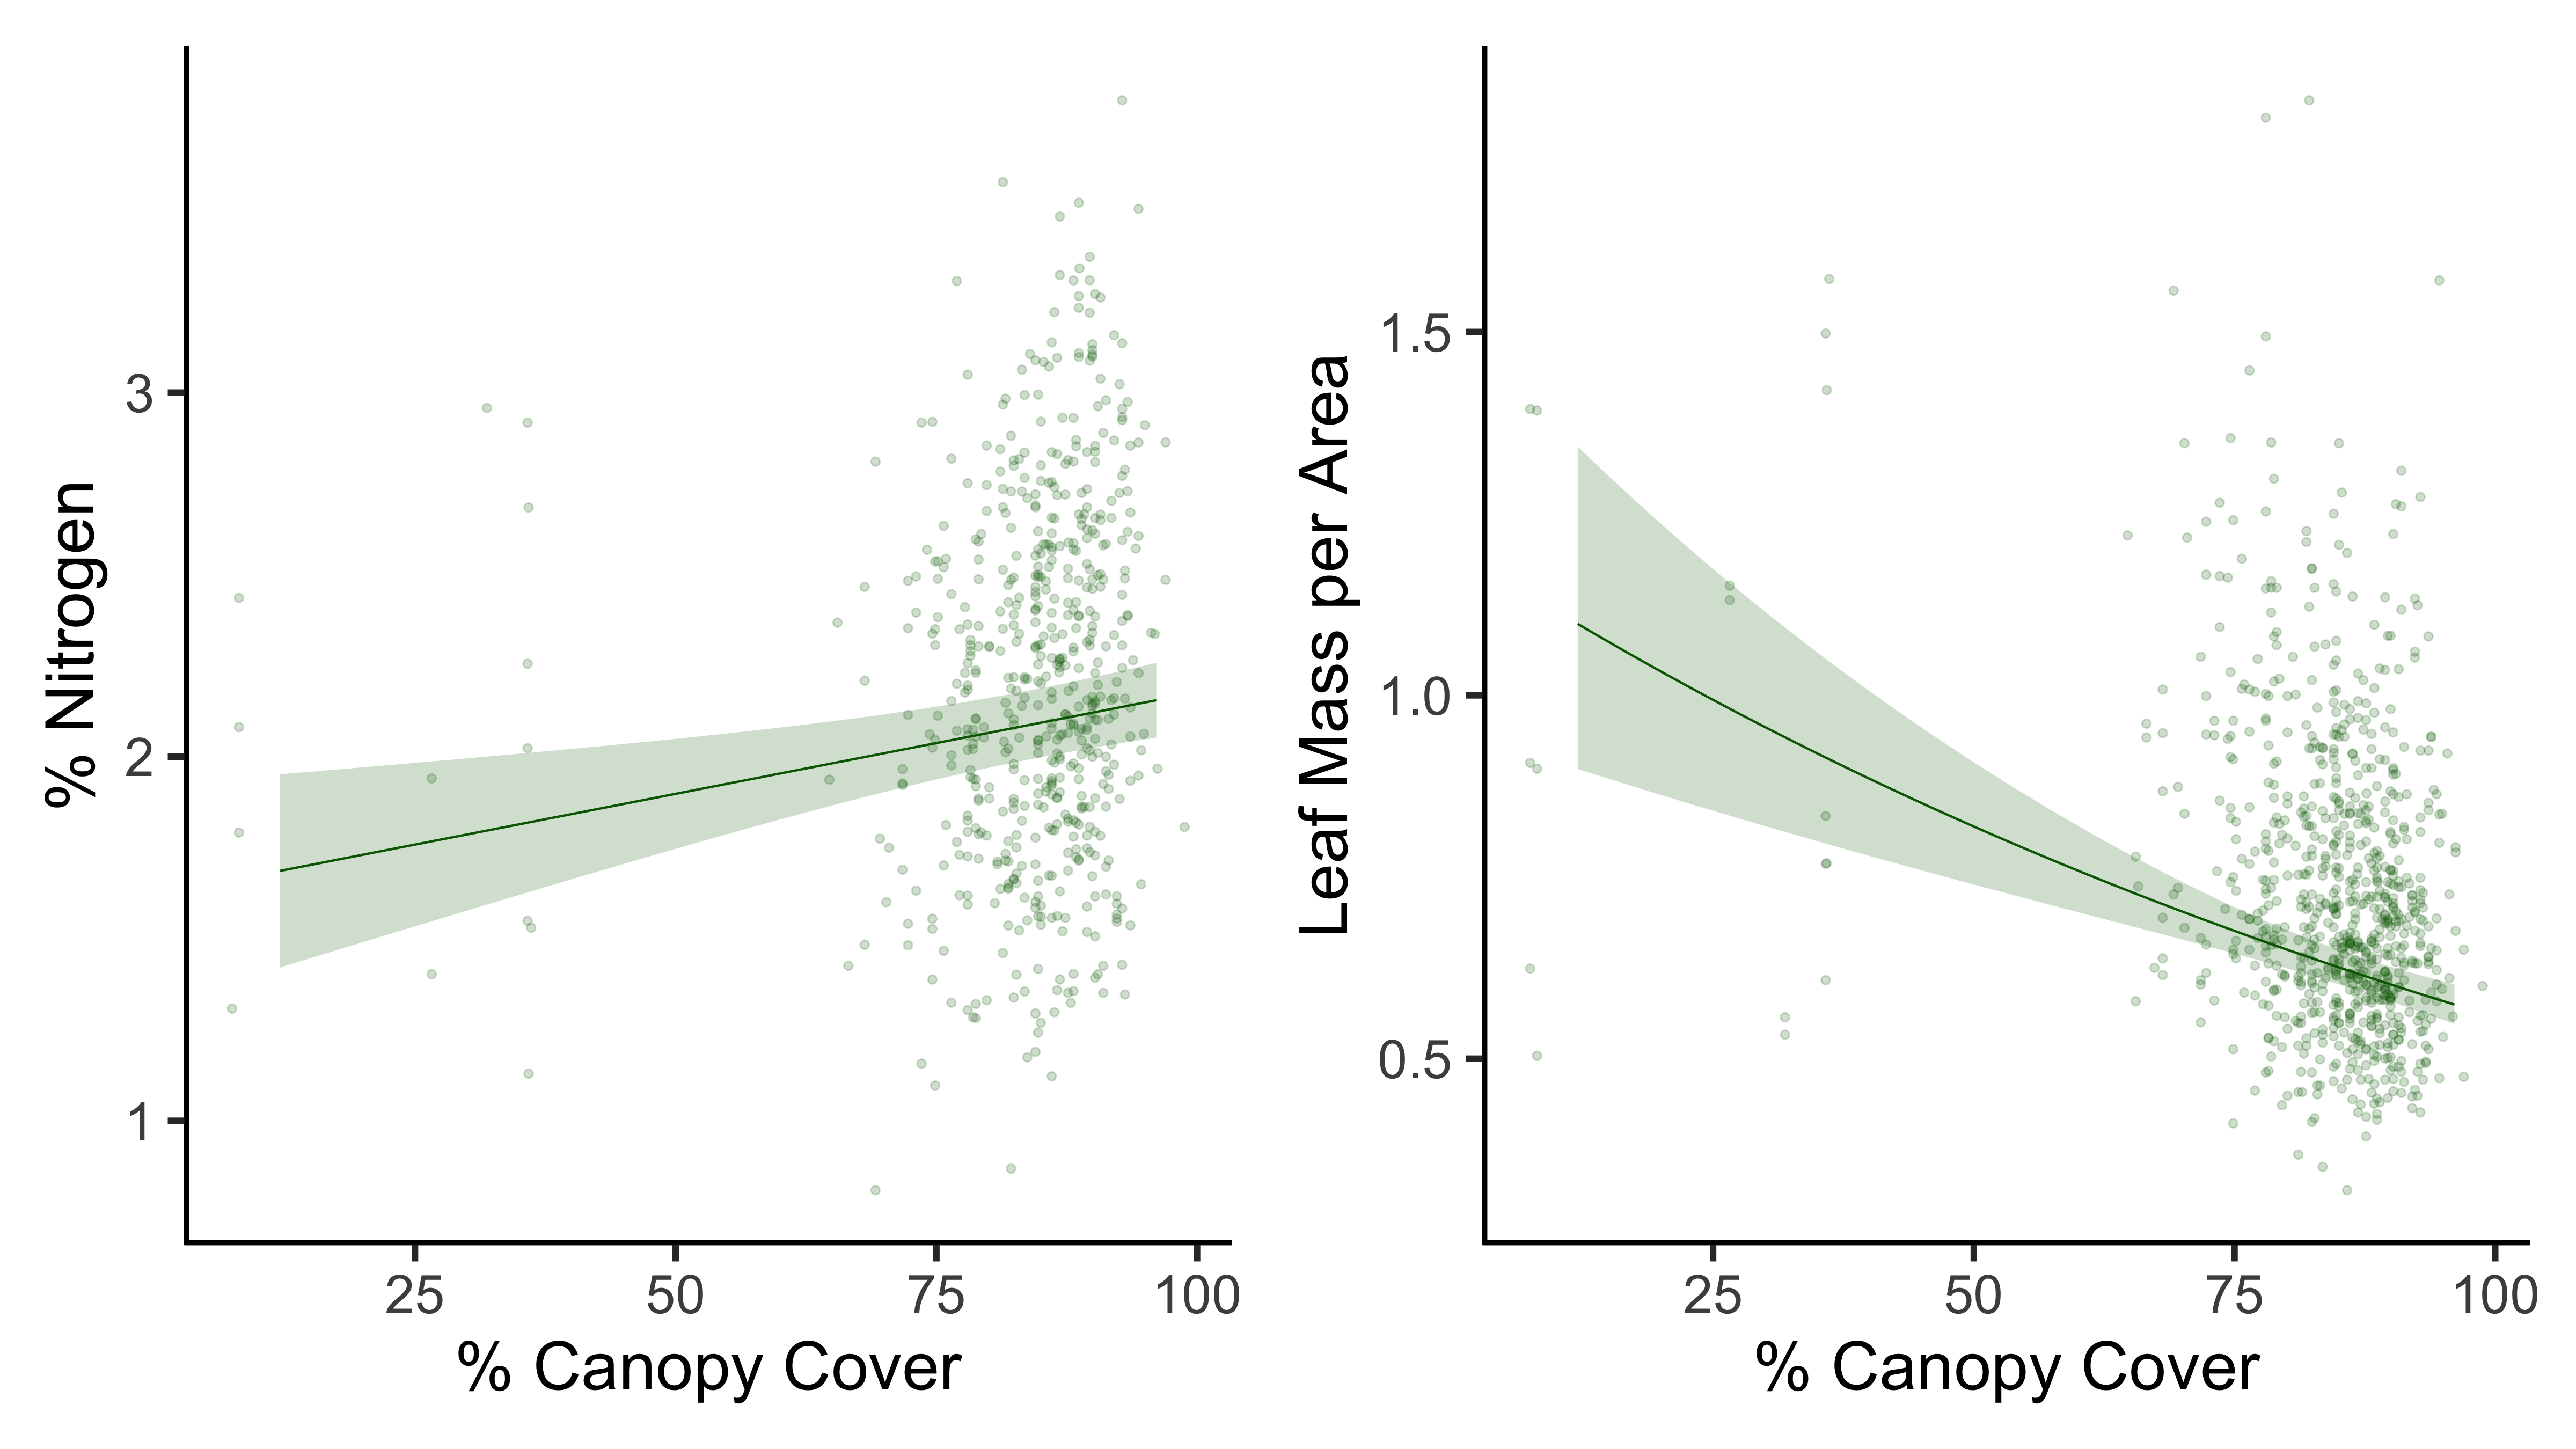 % Nitrogen
3
2
1
25 50 75 100
% Canopy Cover
Leaf Mass per Area
1.5
1.0
0.5
25 50 75 100
% Canopy Cover